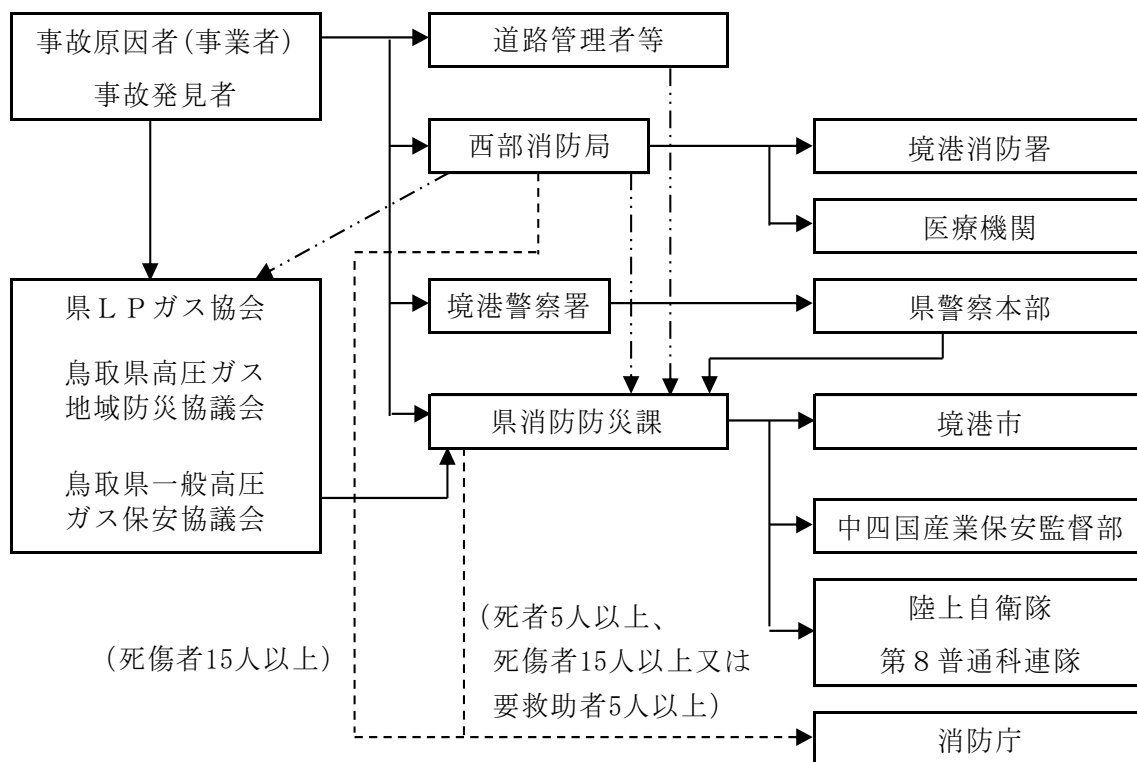 事故原因者(事業者)
事故発見者
道路管理者等
西部消防局
境港消防署
医療機関
県LPガス協会
鳥取県高圧ガス
地域防災協議会
鳥取県一般高圧
ガス保安協議会
境港警察署
県警察本部
県消防防災課
境港市
中四国産業保安監督部
陸上自衛隊
第8普通科連隊
(死傷者15人以上)
(死者5人以上、
死傷者15人以上又は
要救助者5人以上)
消防庁